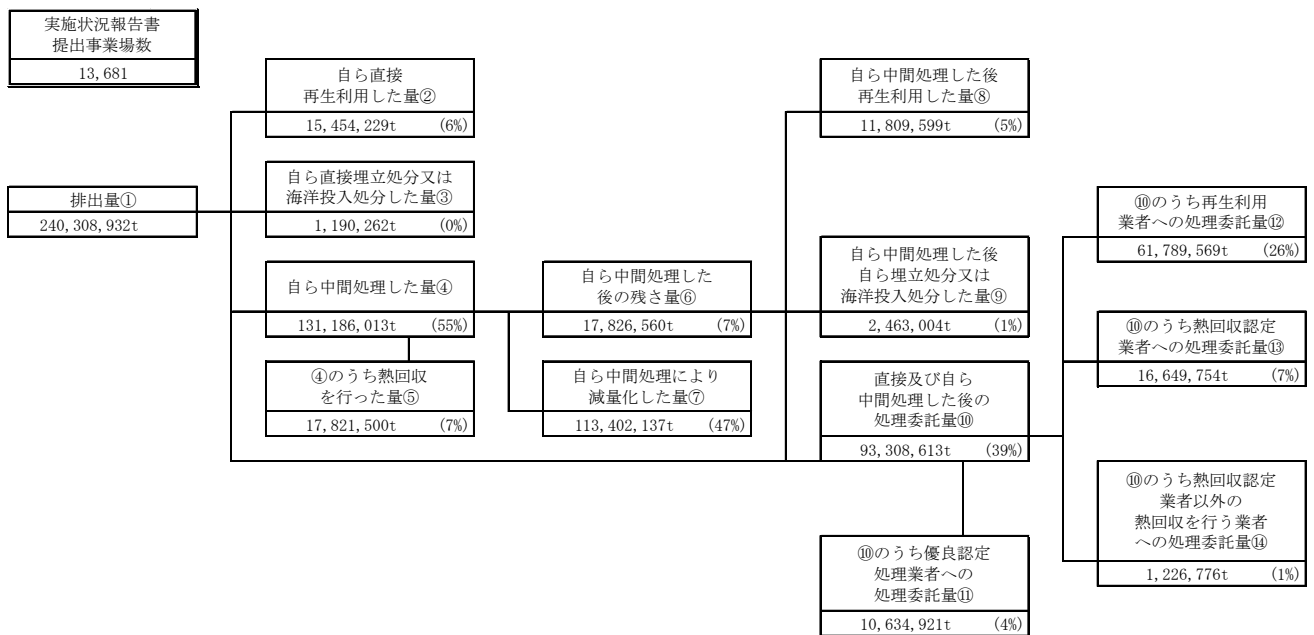 実施状況報告書
提出事業場数
13,681
自ら直接
再生利用した量②
15,454,229t (6%)
自ら中間処理した後
再生利用した量⑧
11,809,599t (5%)
排出量①
240,308,932t
自ら直接埋立処分又は
海洋投入処分した量③
1,190,262t (0%)
⑩のうち再生利用
業者への処理委託量⑫
61,789,569t (26%)
自ら中間処理した量④
131,186,013t (55%)
自ら中間処理した
後の残さ量⑥
17,826,560t (7%)
自ら中間処理した後
自ら埋立処分又は
海洋投入処分した量⑨
2,463,004t (1%)
⑩のうち熱回収認定
業者への処理委託量⑬
16,649,754t (7%)
④のうち熱回収
を行った量⑤
17,821,500t (7%)
自ら中間処理により
減量化した量⑦
113,402,137t (47%)
直接及び自ら
中間処理した後の
処理委託量⑩
93,308,613t (39%)
⑩のうち熱回収認定
業者以外の
熱回収を行う業者
への処理委託量⑭
1,226,776t (1%)
⑩のうち優良認定
処理業者への
処理委託量⑪
10,634,921t (4%)